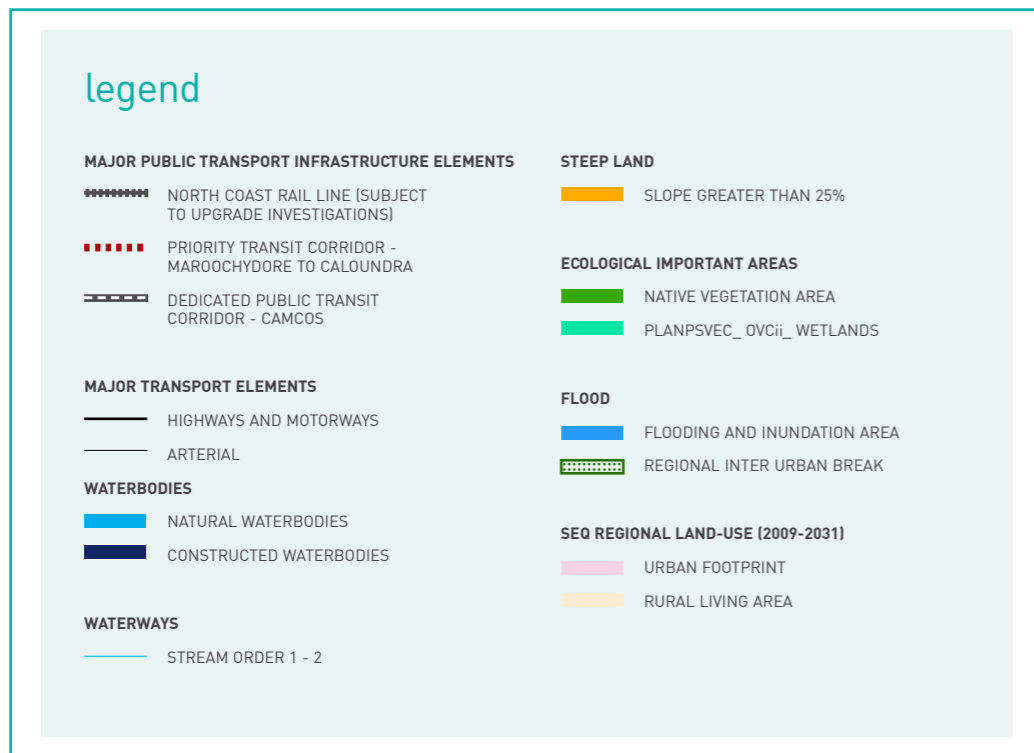 legend
MAJOR PUBLIC TRANSPORT INFRASTRUCTURE ELEMENTS
NORTH COAST RAIL LINE (SUBJECT
TO UPGRADE INVESTIGATIONS)
PRIORITY TRANSIT CORRIDOR -
MAROOCHYDORE TO CALOUNDRA
DEDICATED PUBLIC TRANSIT
CORRIDOR - CAMCOS
MAJOR TRANSPORT ELEMENTS
HIGHWAYS AND MOTORWAYS
ARTERIAL
WATERBODIES
NATURAL WATERBODIES
CONSTRUCTED WATERBODIES
WATERWAYS
STREAM ORDER 1 - 2
STEEP LAND
SLOPE GREATER THAN 25%
ECOLOGICAL IMPORTANT AREAS
NATIVE VEGETATION AREA
PLANPSVEC_ OVCii_ WETLANDS
FLOOD
FLOODING AND INUNDATION AREA
REGIONAL INTER URBAN BREAK
SEQ REGIONAL LAND-USE (2009-2031)
URBAN FOOTPRINT
RURAL LIVING AREA